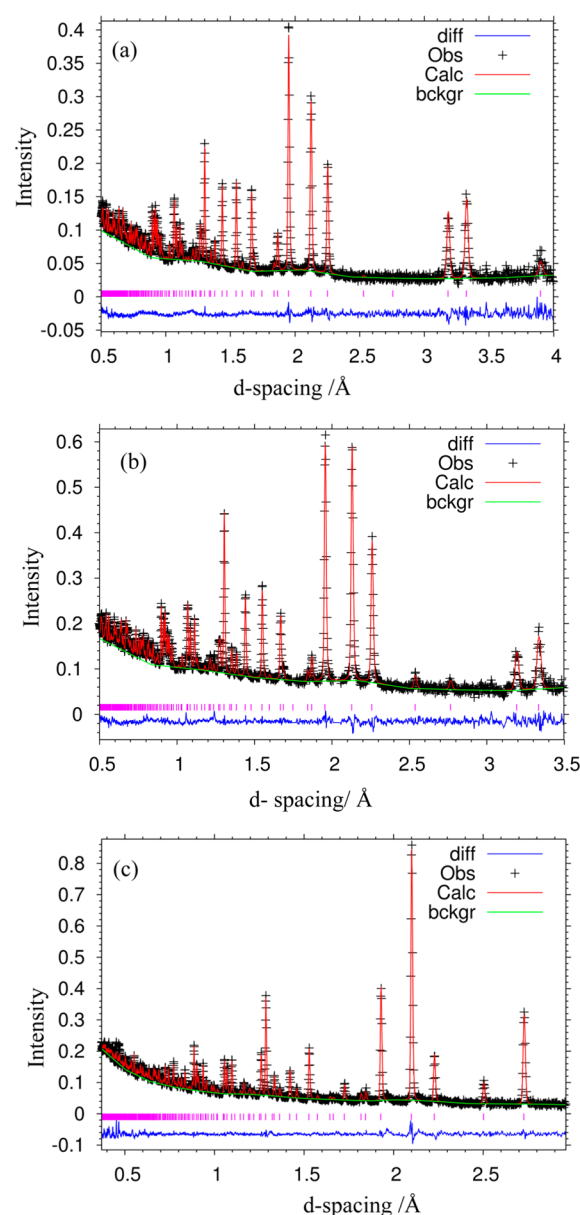 (a)
diff
Obs
Calc
bckgr
Intensity
0.4
0.35
0.3
0.25
0.2
0.15
0.1
0.05
0
-0.05
0.5 1 1.5 2 2.5 3 3.5 4
d-spacing /Å
(b)
diff
Obs
Calc
bckgr
Intensity
0.6
0.5
0.4
0.3
0.2
0.1
0
0.5 1 1.5 2 2.5 3 3.5
d- spacing/ Å
(c)
diff
Obs
Calc
bckgr
Intensity
0.8
0.7
0.6
0.5
0.4
0.3
0.2
0.1
0
-0.1
0.5 1 1.5 2 2.5
d-spacing /Å